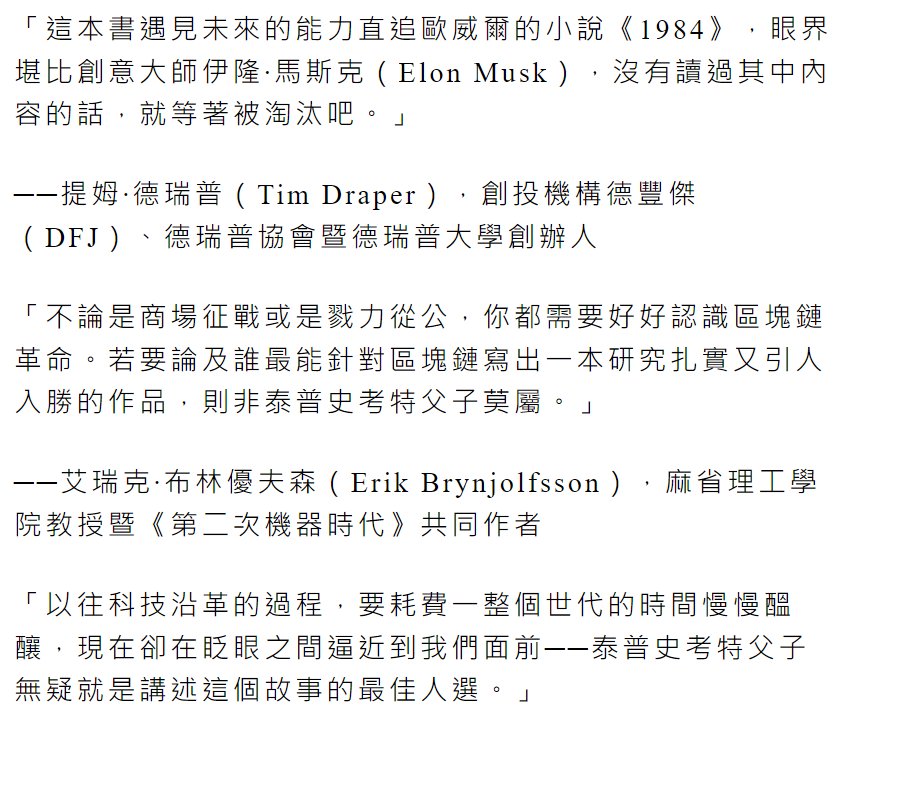 「這本書遇見未來的能力直追歐威爾的小說《1984》，眼界
堪比創意大師伊隆·馬斯克（Elon Musk），沒有讀過其中內
容的話，就等著被淘汰吧。」
──提姆·德瑞普（Tim Draper），創投機構德豐傑
（DFJ）、德瑞普協會暨德瑞普大學創辦人
「不論是商場征戰或是戮力從公，你都需要好好認識區塊鏈
革命。若要論及誰最能針對區塊鏈寫出一本研究扎實又引人
入勝的作品，則非泰普史考特父子莫屬。」
──艾瑞克·布林優夫森（Erik Brynjolfsson），麻省理工學
院教授暨《第二次機器時代》共同作者
「以往科技沿革的過程，要耗費一整個世代的時間慢慢醞
釀，現在卻在眨眼之間逼近到我們面前──泰普史考特父子
無疑就是講述這個故事的最佳人選。」